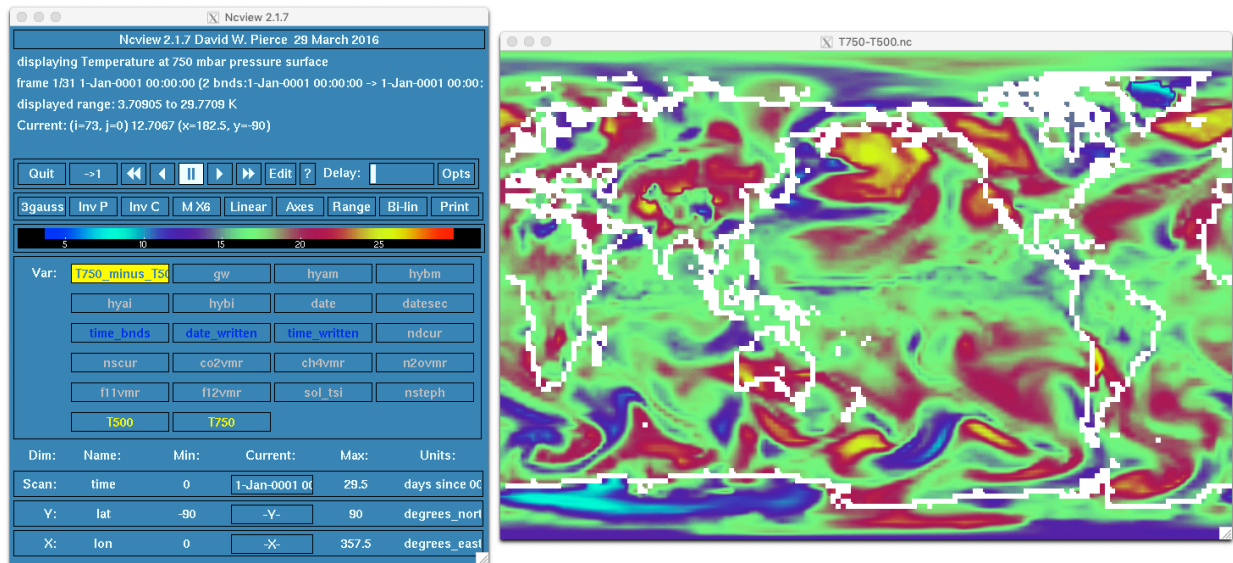 Ncview 2.1.7
Ncview 2.1.7 David W. Pierce 29 March 2016
displaying Temperature at 750 mbar pressure surface
frame 1/31 1-Jan-0001 00:00:00 (2 bnds:1-Jan-0001 00:00:00 -> 1-Jan-0001 00:00:
displayed range: 3.70905 to 29.7709 K
Current: (i=73, j=0) 12.7067 (x=182.5, y=-90)
Quit ->1 Edit ? Delay: Opts
3gauss Inv P Inv C M X6 Linear Axes Range Bi-lin Print
5 10 15 20 25
Var: T750_minus_T50 gw hyam hybm
hyai hybi date datesec
time_bnds date_written time_written ndcur
nscur co2vmr ch4vmr n2ovmr
f11vmr f12vmr sol_tsi nsteph
T500 T750
Dim: Name: Min: Current: Max: Units:
Scan: time 0 1-Jan-0001 00 29.5 days since 00
Y: lat -90 -Y- 90 degrees_nort
X: lon 0 -X- 357.5 degrees_east
T750-T500.nc